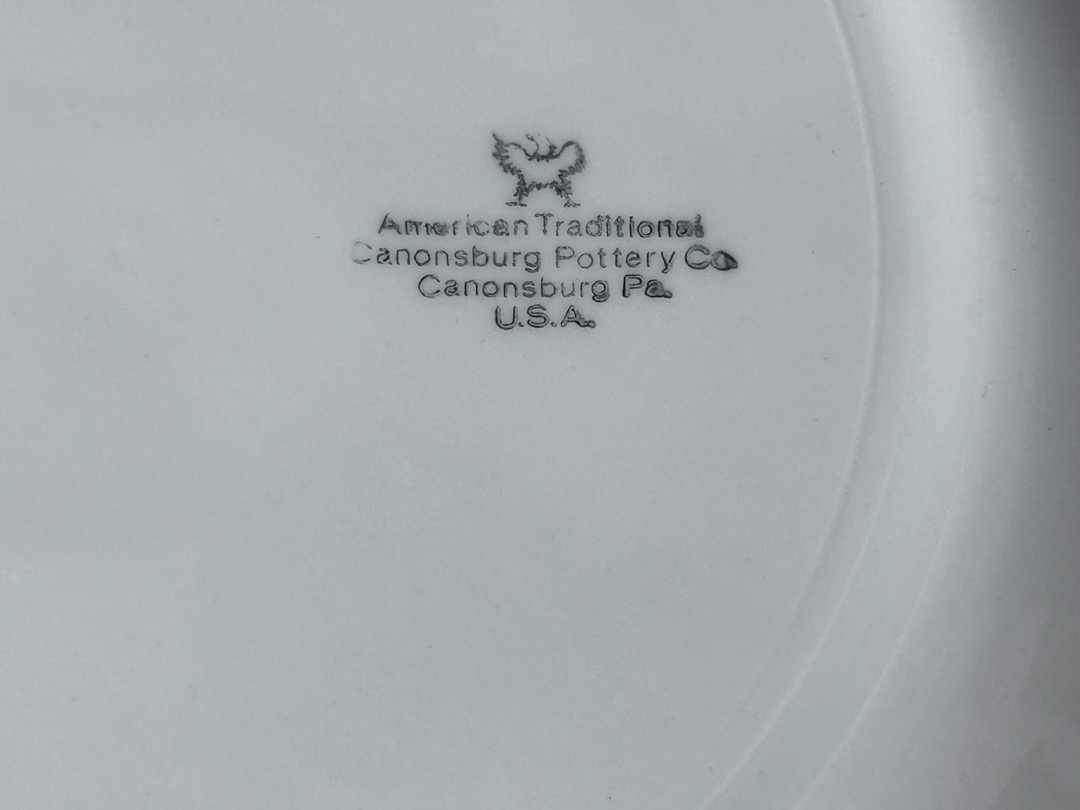 American Traditional
Canonsburg Pottery Co
Canonsburg Pa.
U.S.A.